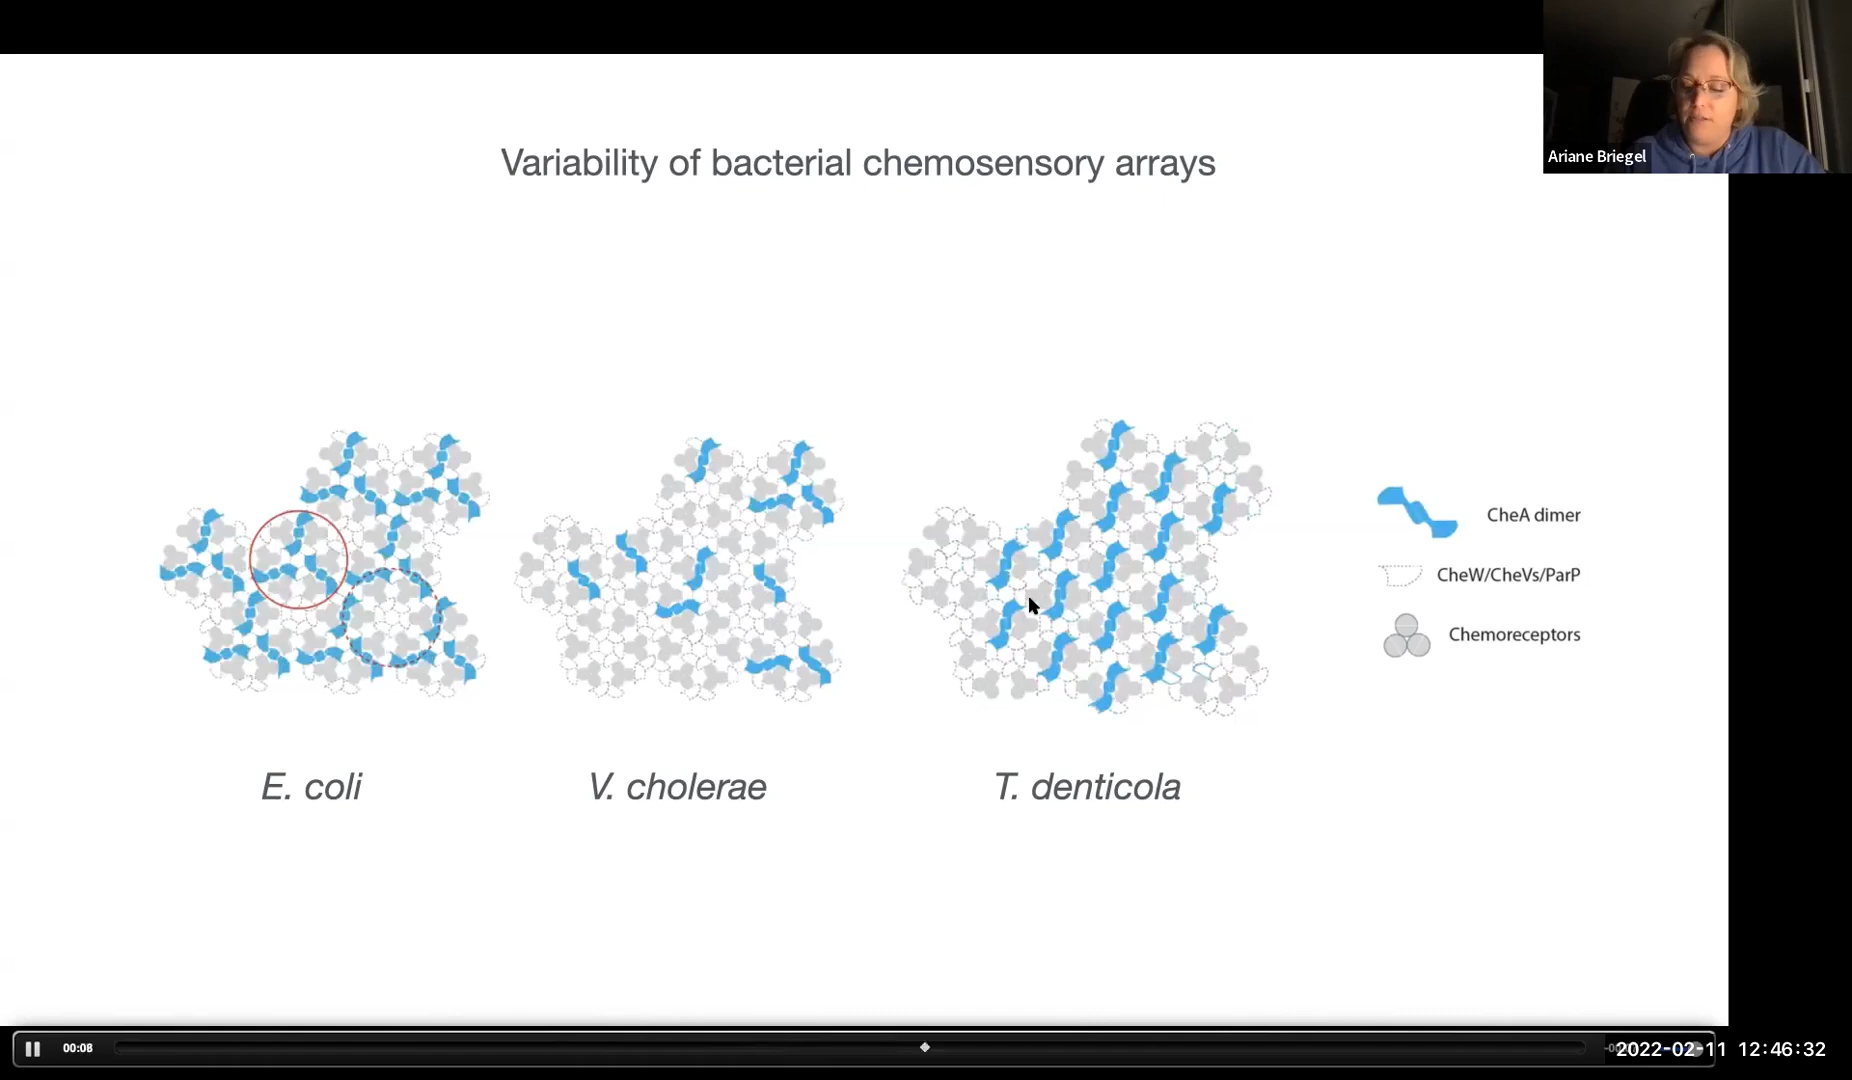 Ariane Briegel
Variability of bacterial chemosensory arrays
CheA dimer
CheW/CheVs/ParP
Chemoreceptors
E. coli
V. cholerae
T. denticola
00:08
2022-02-11 12:46:32